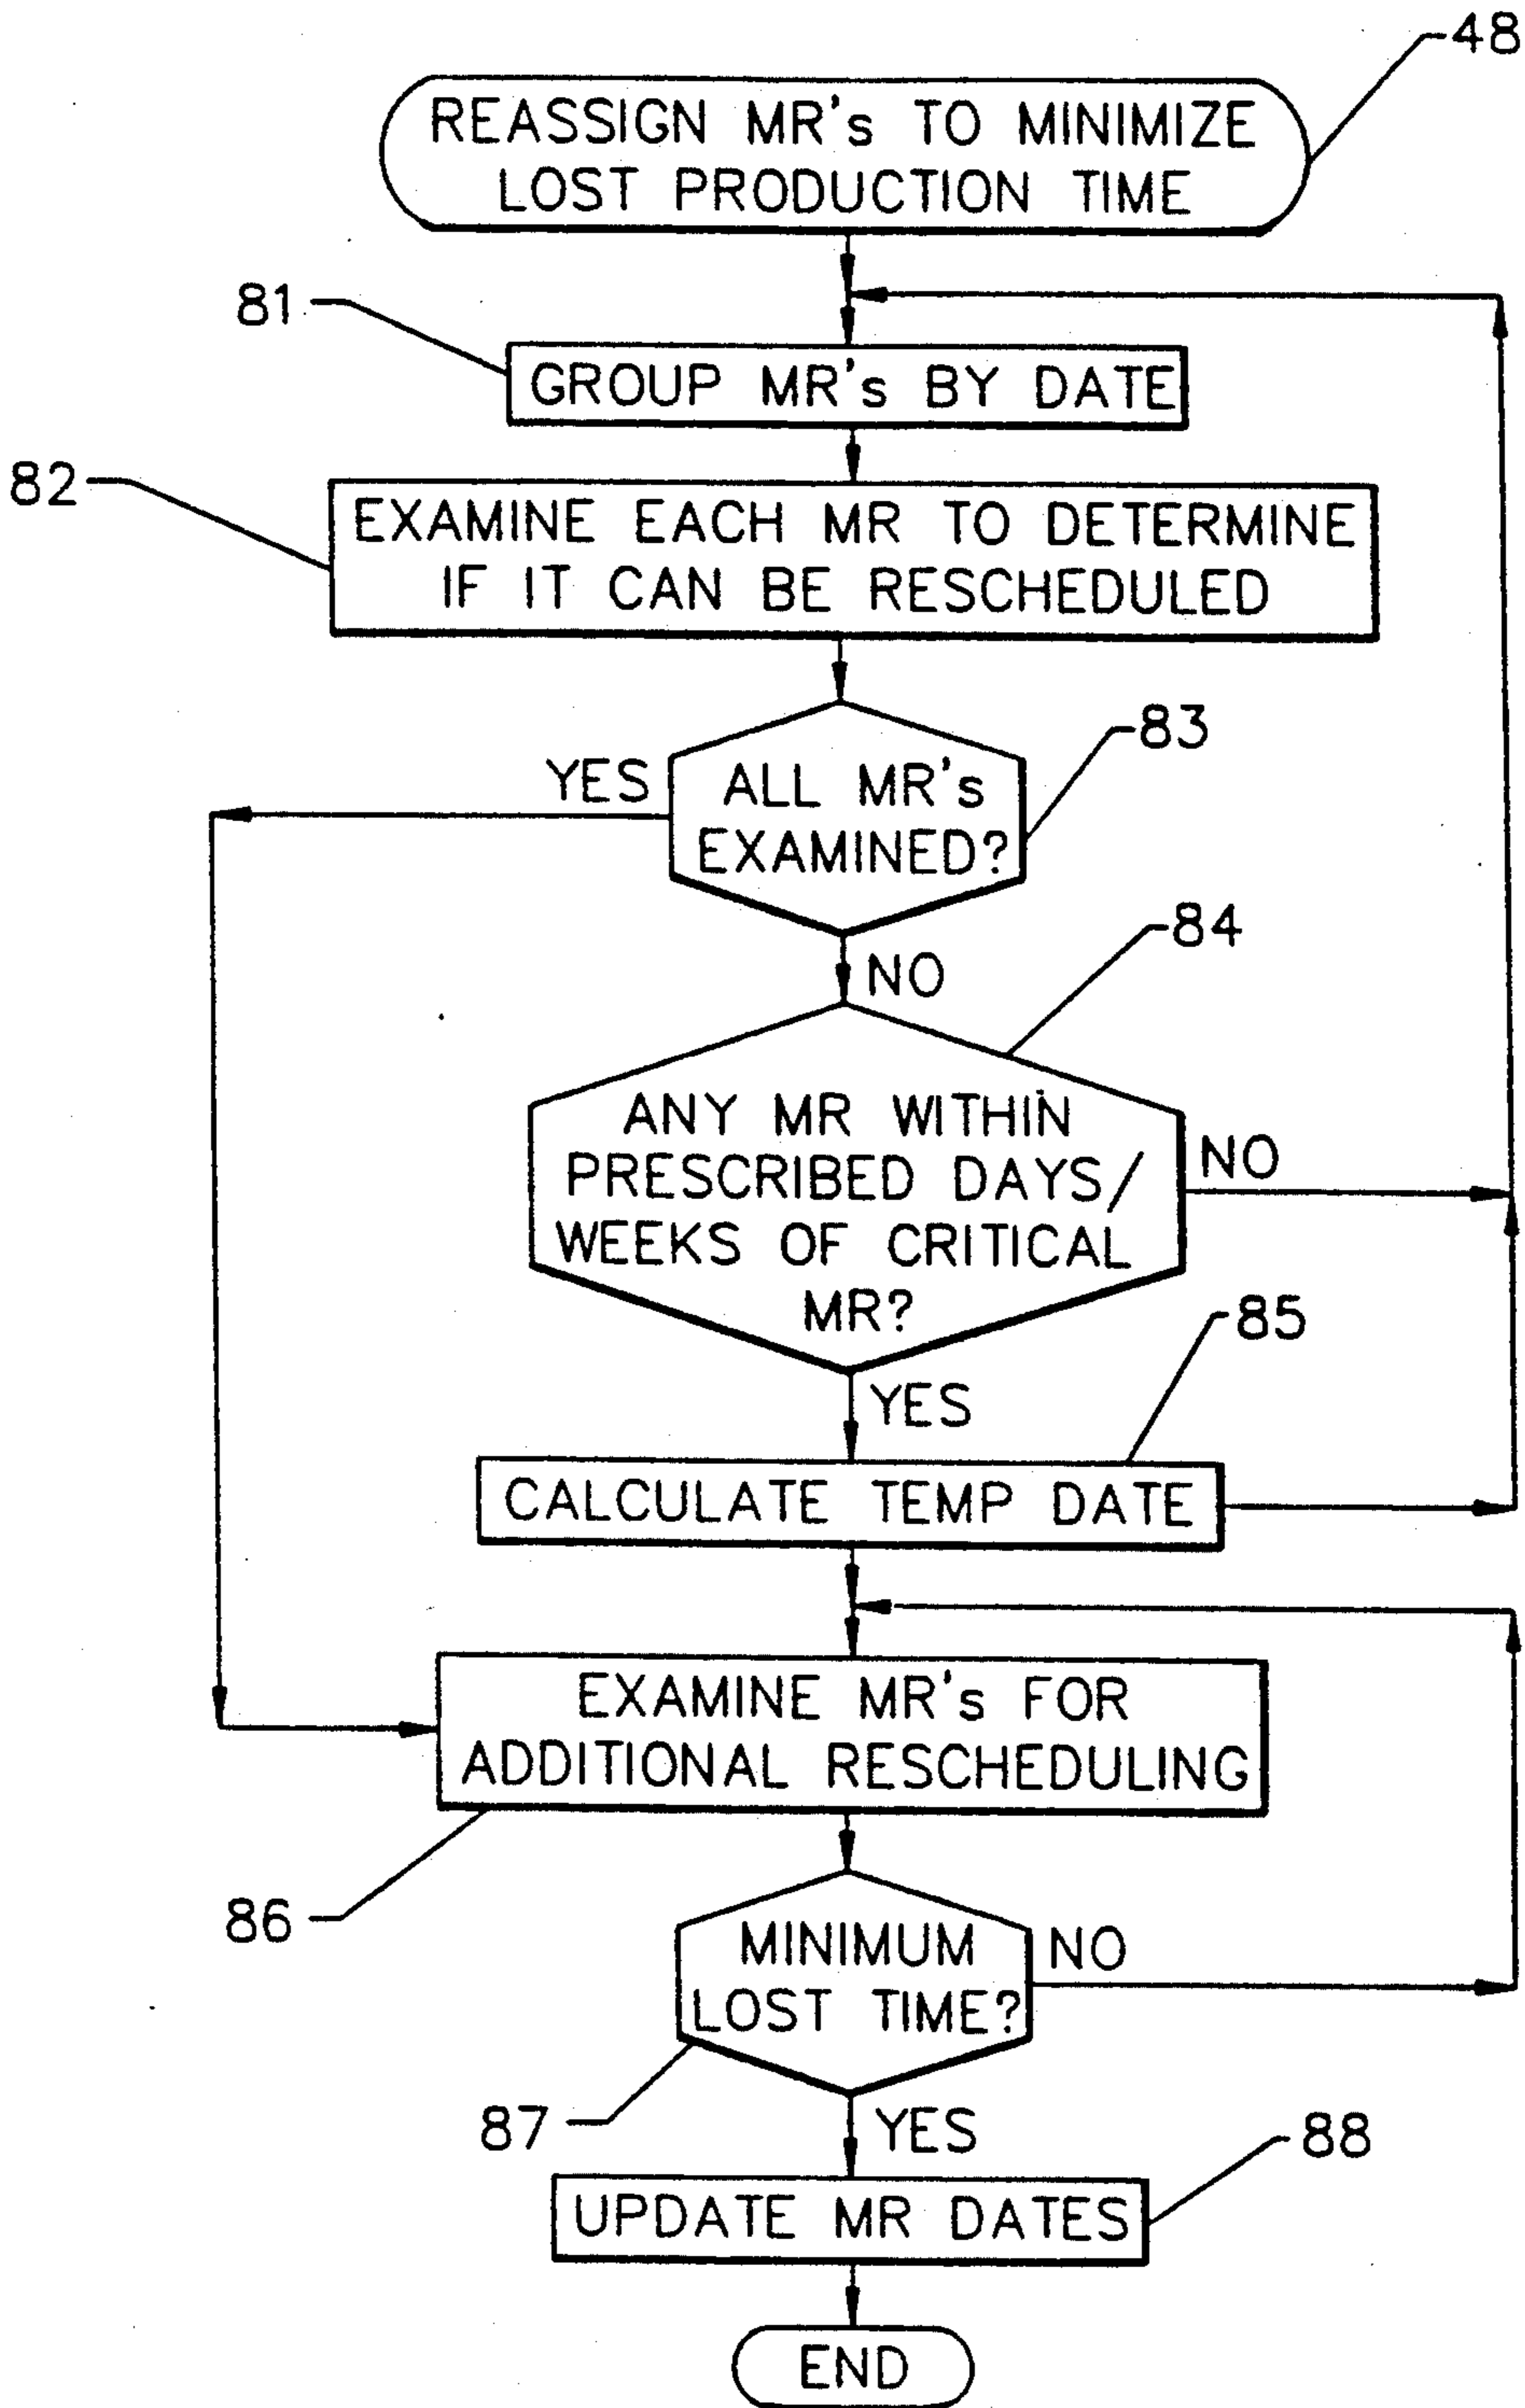 48
REASSIGN MR's TO MINIMIZE
LOST PRODUCTION TIME
81
GROUP MR's BY DATE
82
EXAMINE EACH MR TO DETERMINE
IF IT CAN BE RESCHEDULED
83
YES
ALL MR's
EXAMINED?
84
NO
ANY MR WITHIN
PRESCRIBED DAYS/
WEEKS OF CRITICAL
MR?
NO
85
YES
CALCULATE TEMP DATE
EXAMINE MR's FOR
ADDITIONAL RESCHEDULING
86
MINIMUM
LOST TIME?
NO
87
YES
88
UPDATE MR DATES
END